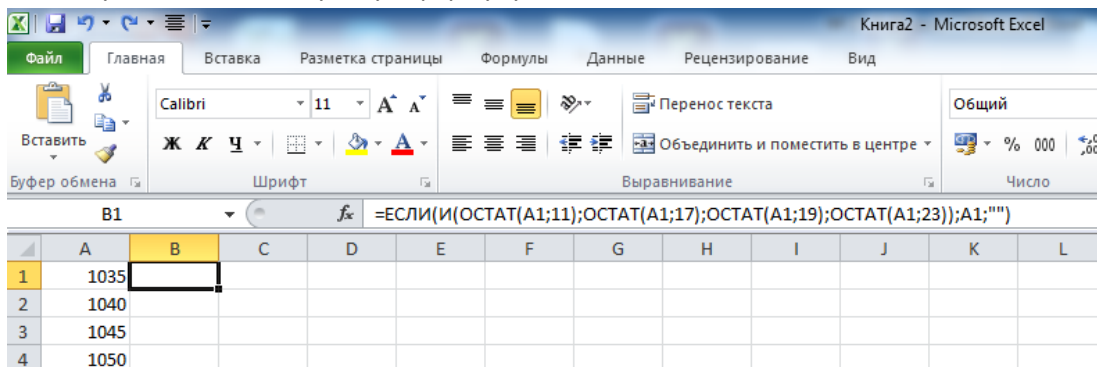 Книга2 - Microsoft Excel
Файл Главная Вставка Разметка страницы Формулы Данные Рецензирование Вид
Calibri 11 A A Перенос текста Общий
Вставить Ж К Ч A Объединить и поместить в центре % 000
Буфер обмена Шрифт Выравнивание Число
B1 fx =ЕСЛИ(И(ОСТАТ(A1;11);ОСТАТ(A1;17);ОСТАТ(A1;19);ОСТАТ(A1;23));A1;"")
A B C D E F G H I J K L
1 1035
2 1040
3 1045
4 1050